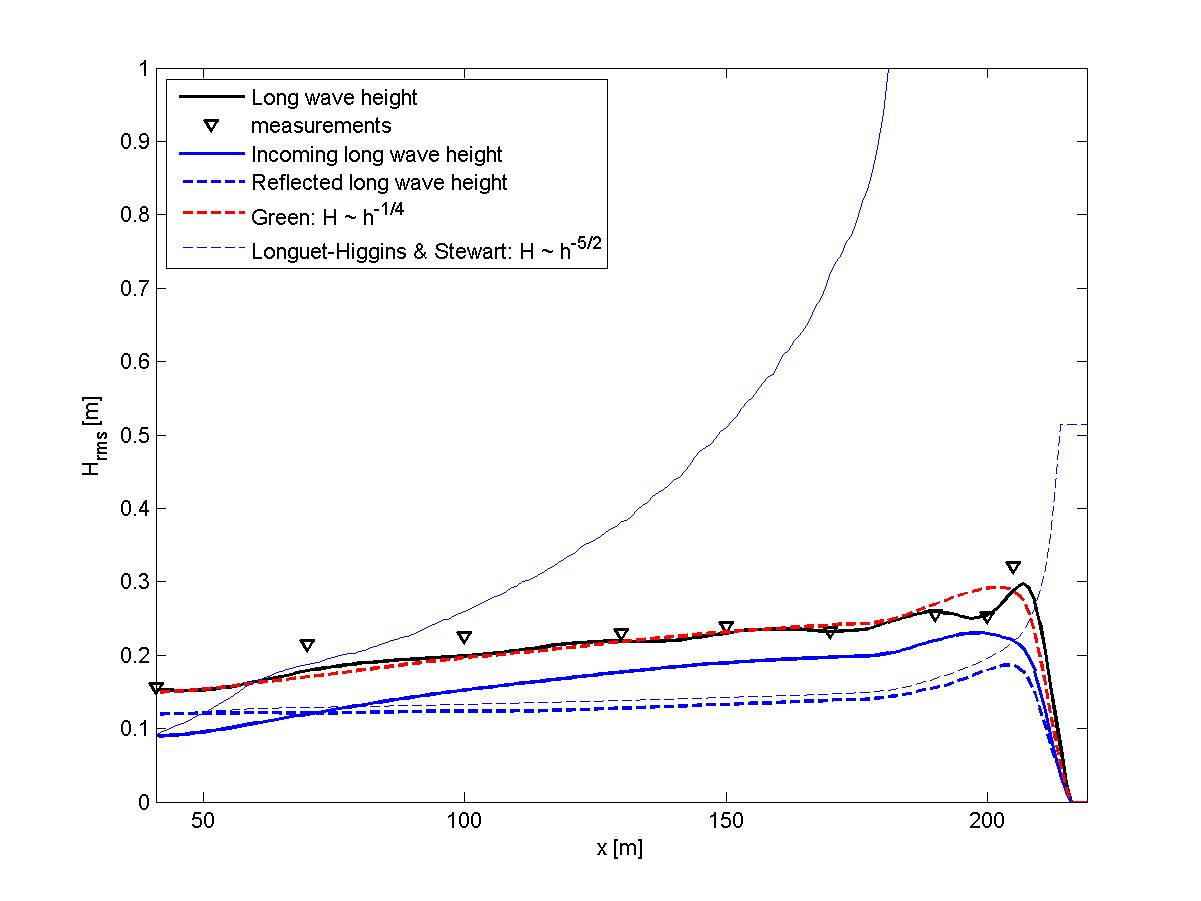 1
0.9
0.8
0.7
0.6
0.5
0.4
0.3
0.2
0.1
0
Long wave height
measurements
Incoming long wave height
Reflected long wave height
Green: H ~ h^-1/4
Longuet-Higgins & Stewart: H ~ h^-5/2
H_rms [m]
50 100 150 200
x [m]